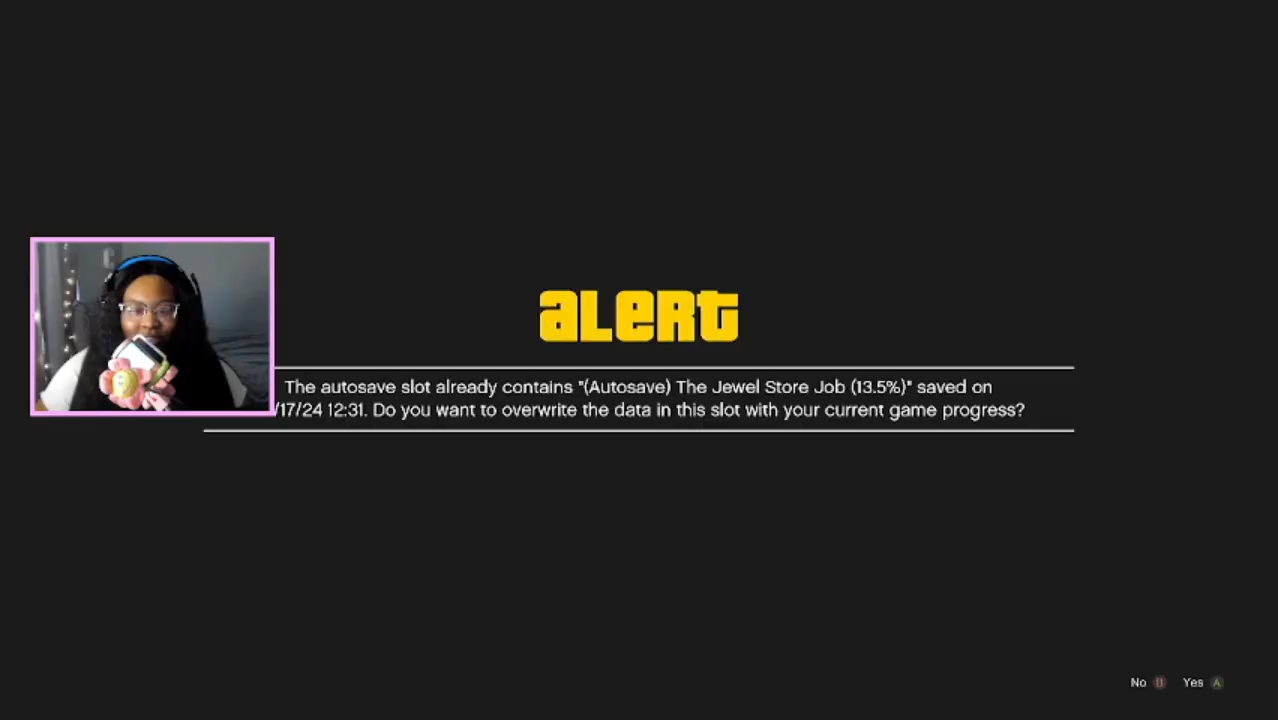 ALERT
The autosave slot already contains "(Autosave) The Jewel Store Job (13.5%)" saved on
/17/24 12:31. Do you want to overwrite the data in this slot with your current game progress?
No B Yes A